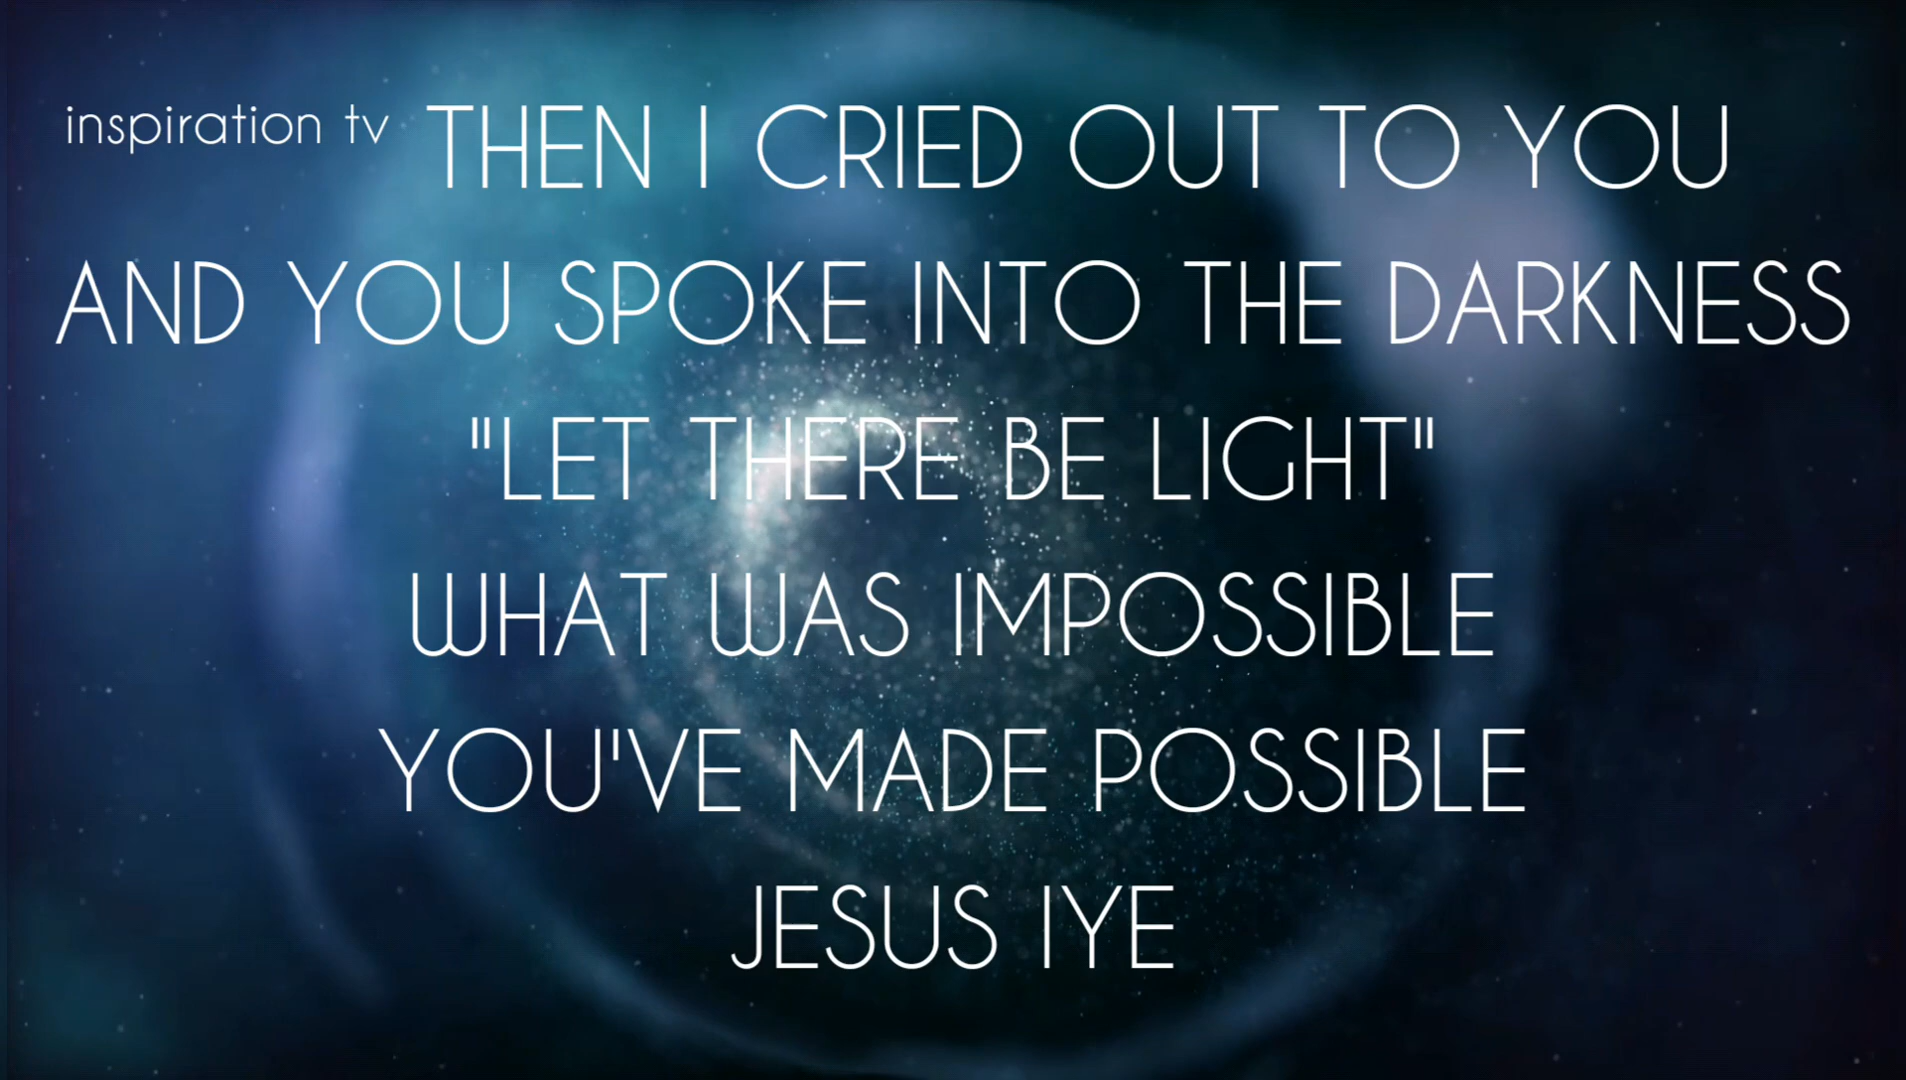 inspiration tv
THEN I CRIED OUT TO YOU
AND YOU SPOKE INTO THE DARKNESS
"LET THERE BE LIGHT"
WHAT WAS IMPOSSIBLE
YOU'VE MADE POSSIBLE
JESUS IYE